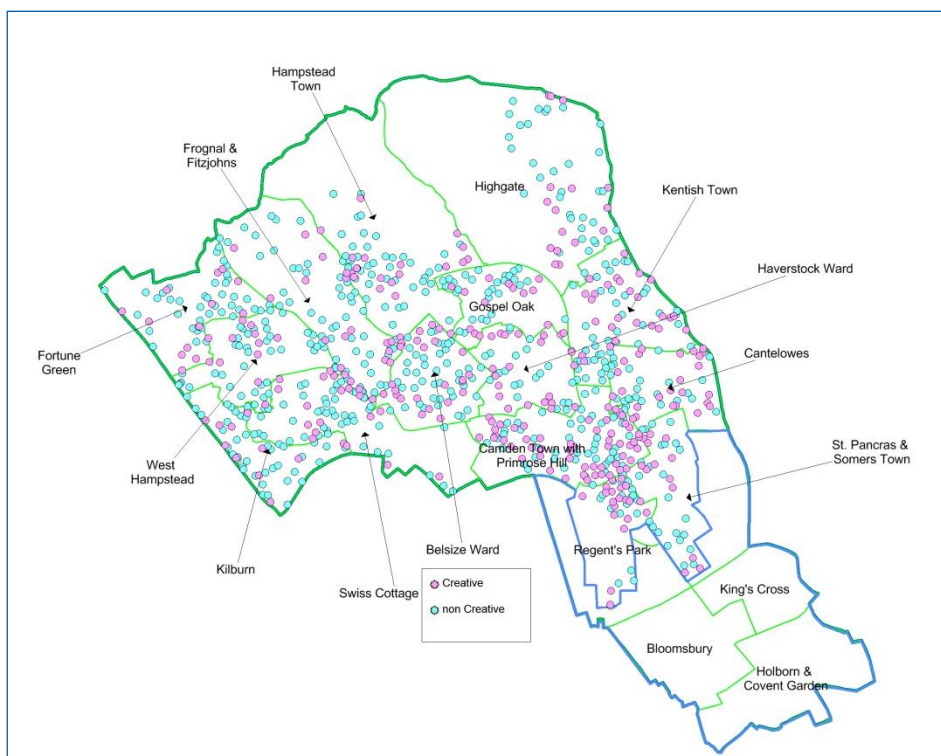 Hampstead
Town
Frognal &
Fitzjohns
Highgate
Kentish Town
Haverstock Ward
Gospel Oak
Fortune
Green
Cantelowes
West
Hampstead
Camden Town with
Primrose Hill
St. Pancras &
Somers Town
Kilburn
Swiss Cottage
Belsize Ward
Regent's Park
Creative
non Creative
King's Cross
Bloomsbury
Holborn &
Covent Garden